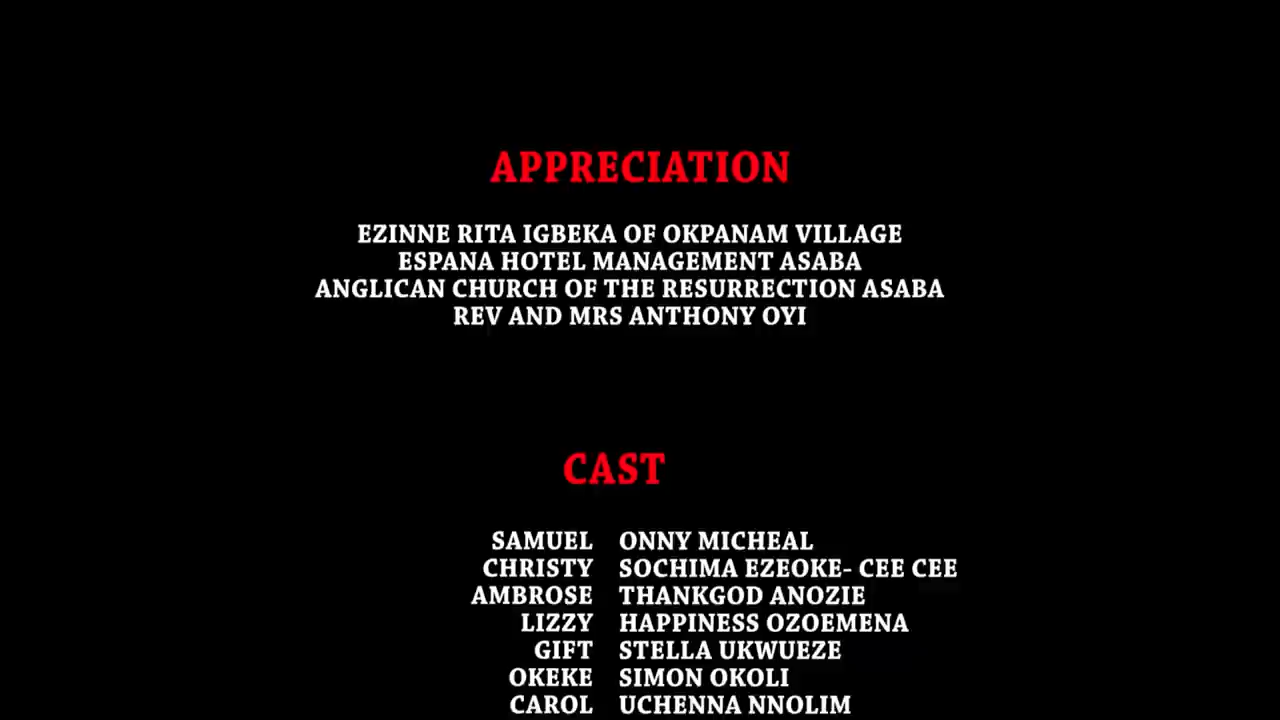 APPRECIATION
EZINNE RITA IGBEKA OF OKPANAM VILLAGE
ESPANA HOTEL MANAGEMENT ASABA
ANGLICAN CHURCH OF THE RESURRECTION ASABA
REV AND MRS ANTHONY OYI
CAST
SAMUEL ONNY MICHEAL
CHRISTY SOCHIMA EZEOKE- CEE CEE
AMBROSE THANKGOD ANOZIE
LIZZY HAPPINESS OZOEMENA
GIFT STELLA UKWUEZE
OKEKE SIMON OKOLI
CAROL UCHENNA NNOLIM